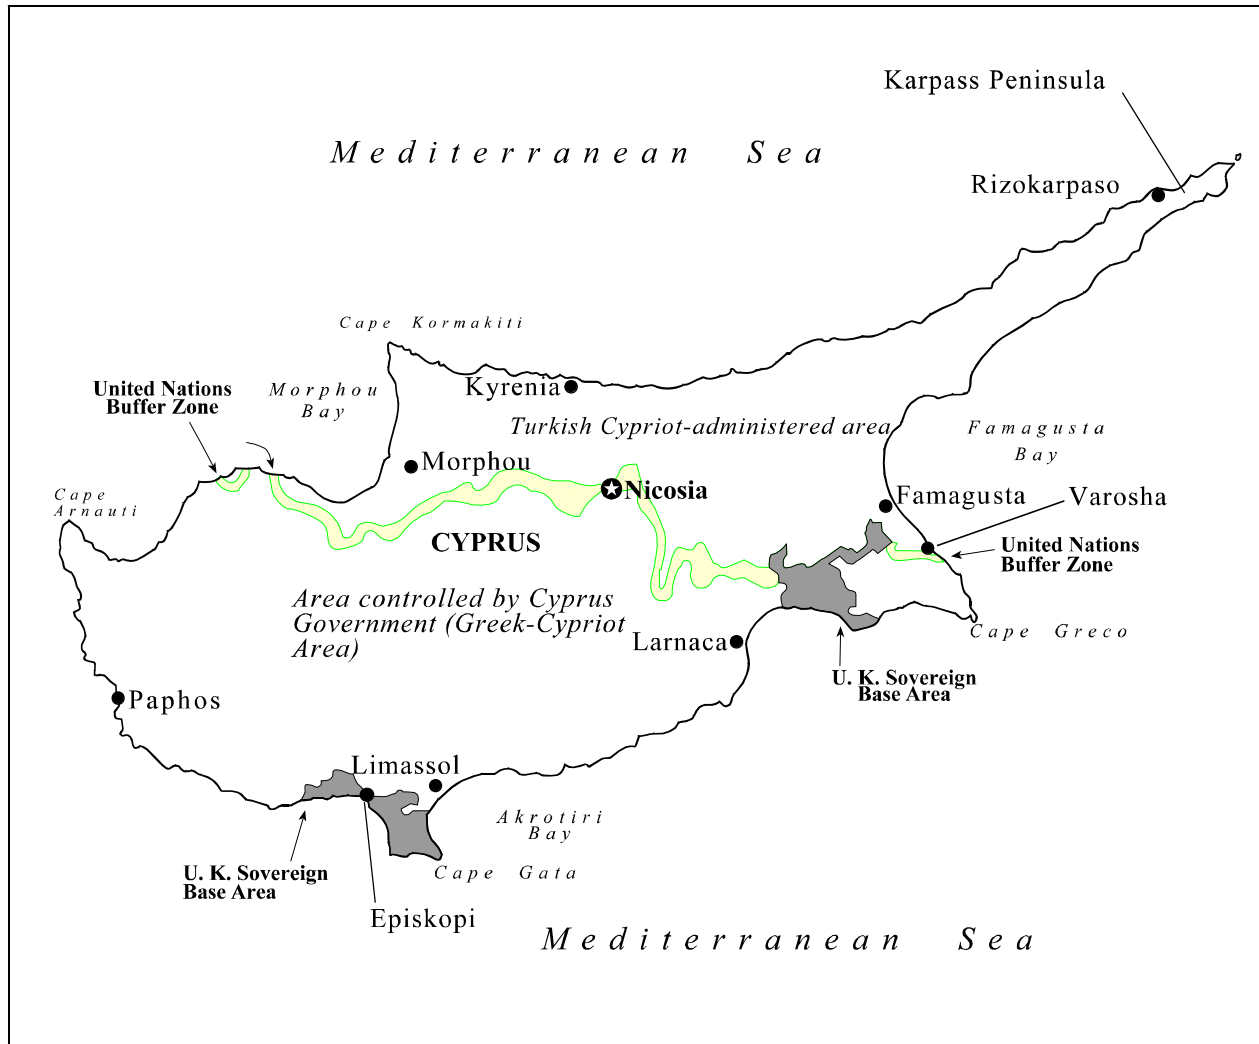 Karpass Peninsula
Mediterranean Sea
Rizokarpaso
Cape Kormakiti
United Nations
Buffer Zone
Morphou
Bay
Kyrenia
Turkish Cypriot-administered area
Famagusta
Bay
Morphou
Nicosia
Cape
Arnauti
Famagusta
Varosha
CYPRUS
United Nations
Buffer Zone
Area controlled by Cyprus
Government (Greek-Cypriot
Area)
Larnaca
Cape Greco
U. K. Sovereign
Base Area
Paphos
Limassol
Akrotiri
Bay
U. K. Sovereign
Base Area
Cape Gata
Episkopi
Mediterranean Sea